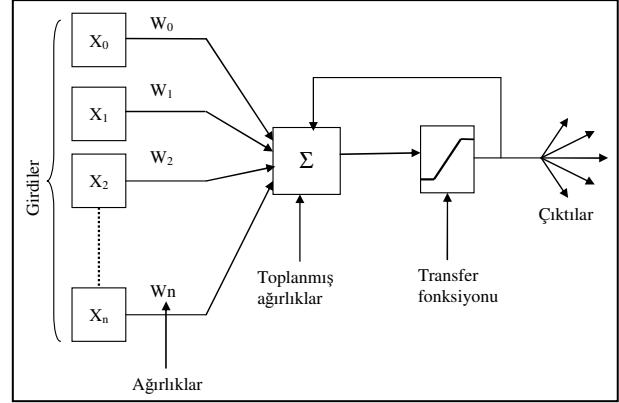 W₀
X₀
W₁
X₁
W₂
X₂
Σ
Girdiler
Çıktılar
Toplanmış
ağırlıklar
Transfer
fonksiyonu
Wn
Xₙ
Ağırlıklar